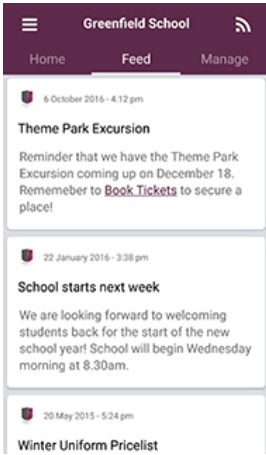 Greenfield School
Home Feed Manage
6 October 2016 - 4:12 pm
Theme Park Excursion
Reminder that we have the Theme Park
Excursion coming up on December 18.
Rememeber to Book Tickets to secure a
place!
22 January 2016 - 3:38 pm
School starts next week
We are looking forward to welcoming
students back for the start of the new
school year! School will begin Wednesday
morning at 8.30am.
20 May 2015 - 5:24 pm
Winter Uniform Pricelist